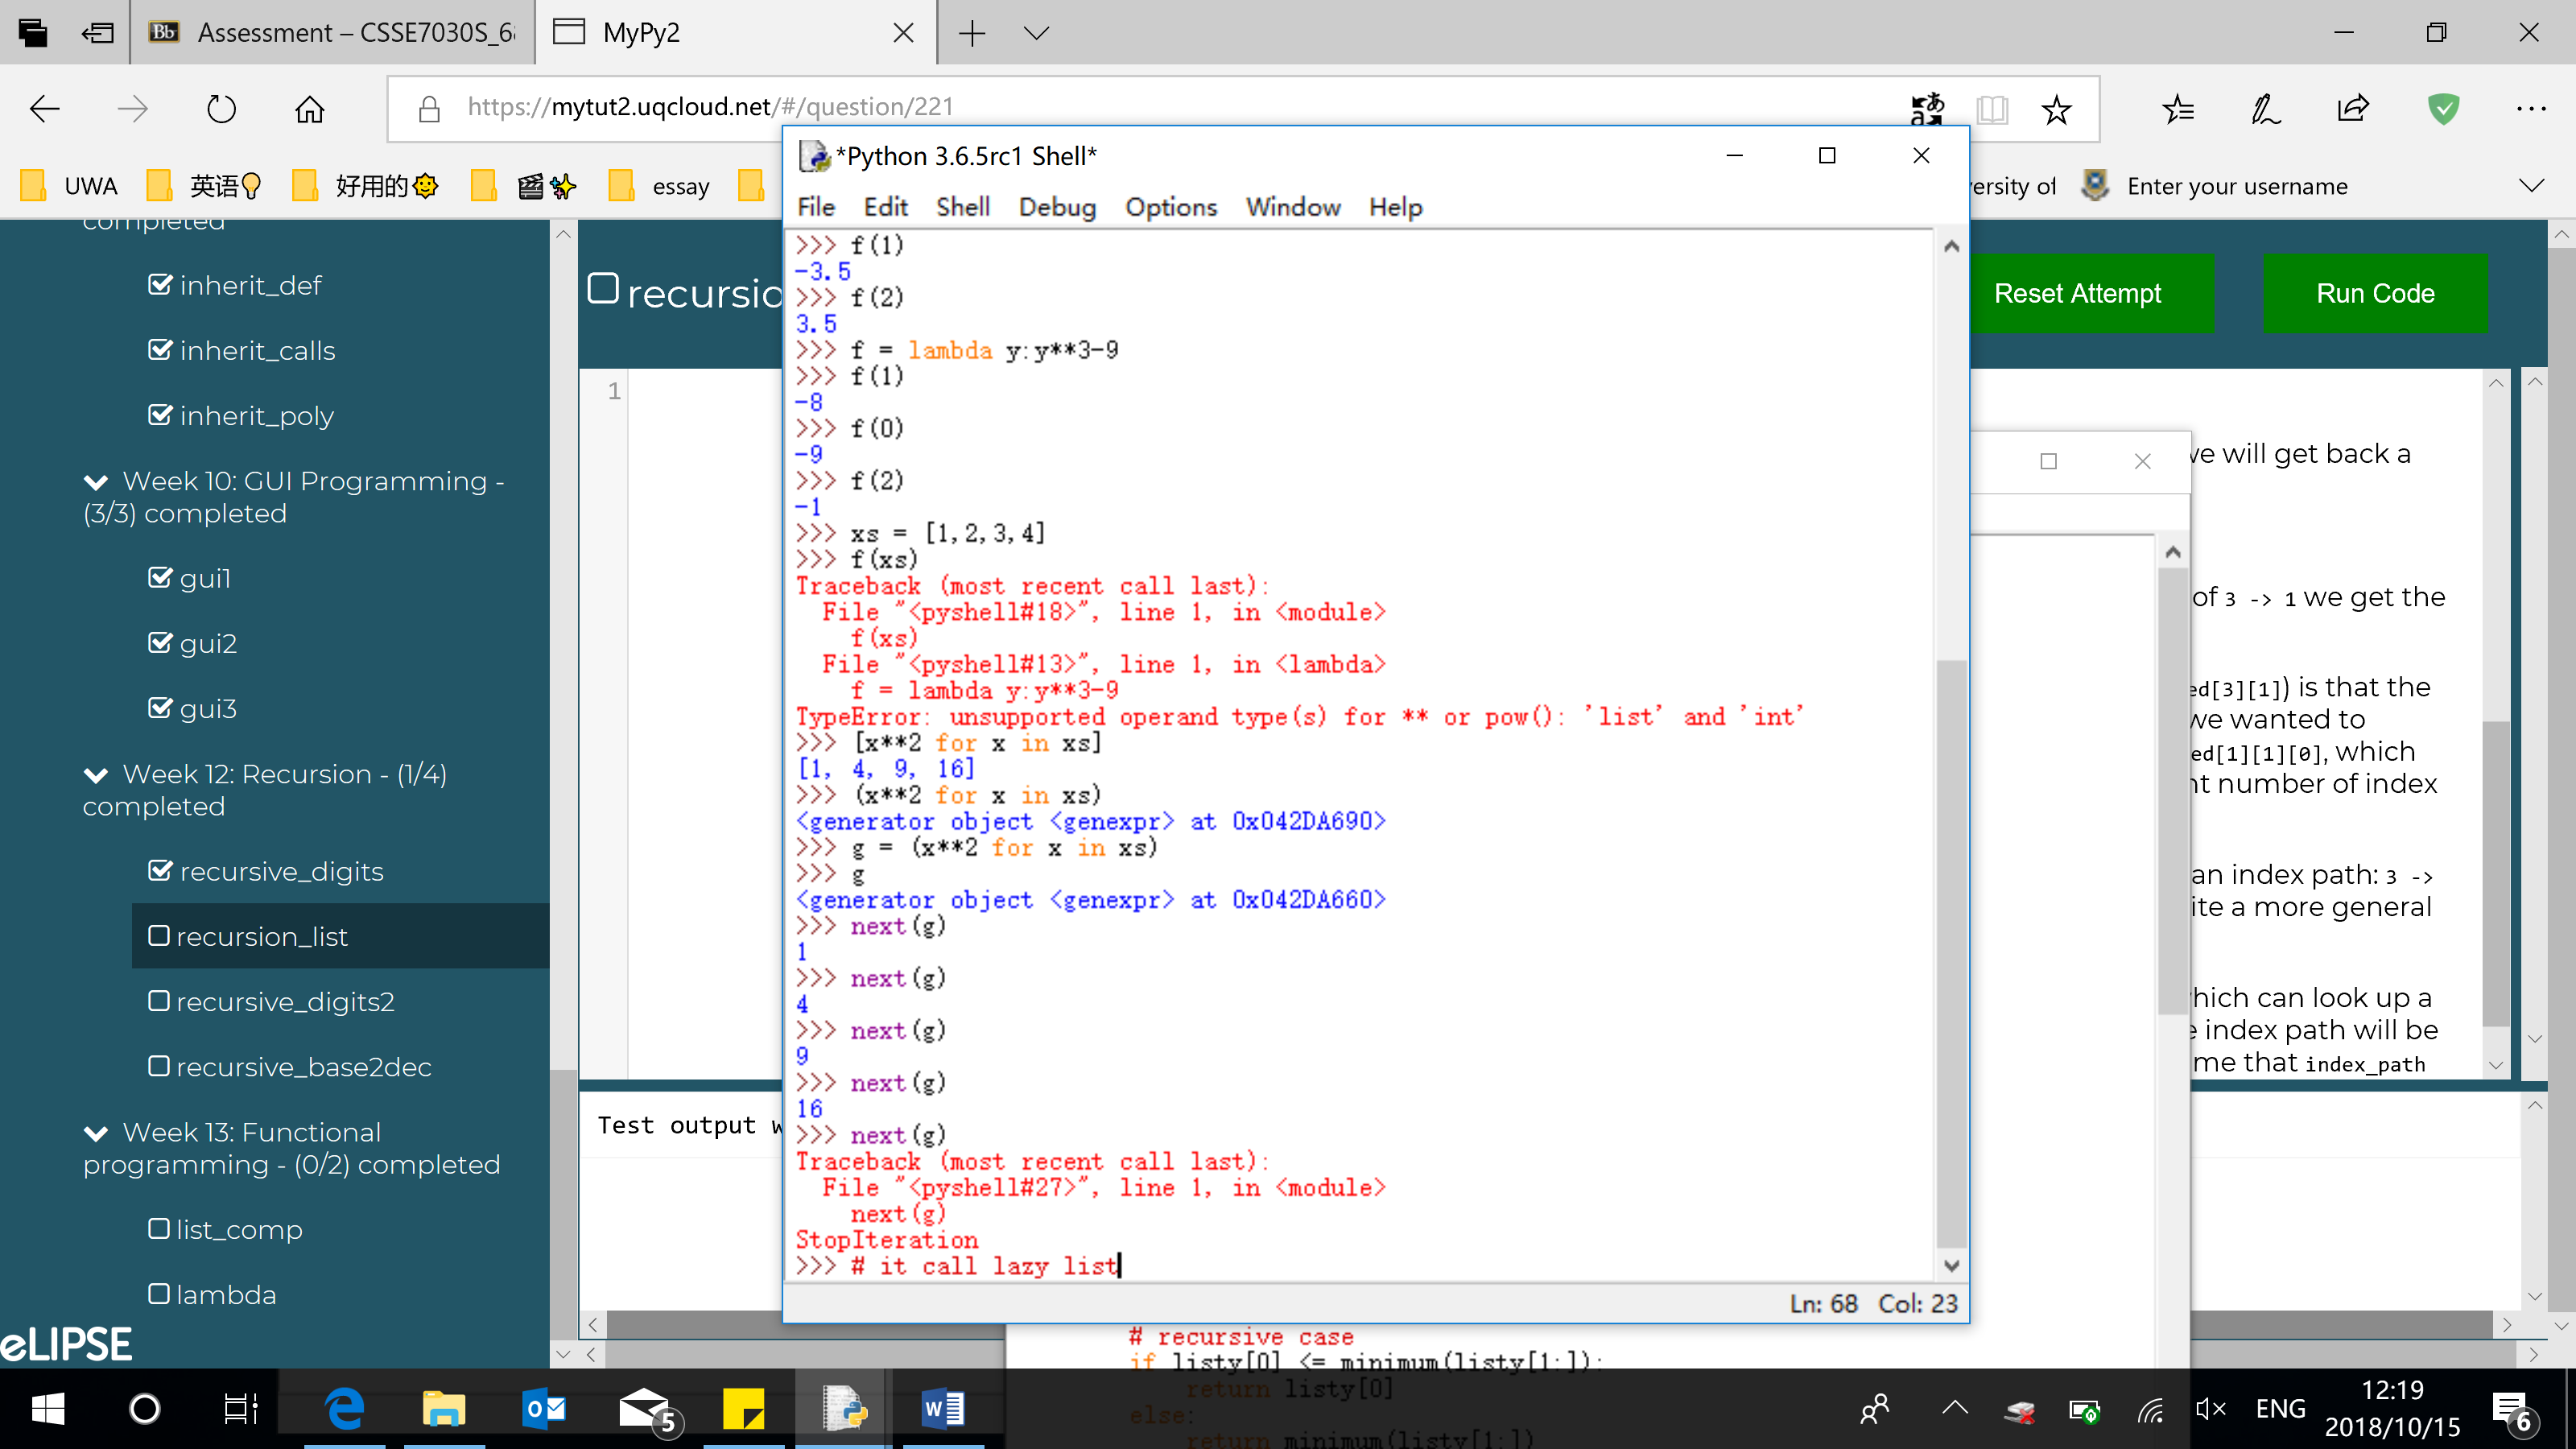 Assessment – CSSE7030S_6
MyPy2
https://mytut2.uqcloud.net/#/question/221
UWA
英语
好用的
essay
versity of
Enter your username
*Python 3.6.5rc1 Shell*
File Edit Shell Debug Options Window Help
completed
inherit_def
inherit_calls
inherit_poly
Week 10: GUI Programming -
(3/3) completed
gui1
gui2
gui3
Week 12: Recursion - (1/4)
completed
recursive_digits
recursion_list
recursive_digits2
recursive_base2dec
Week 13: Functional
programming - (0/2) completed
list_comp
lambda
eLIPSE
recursio
Reset Attempt
Run Code
1
>>> f(1)
-3.5
>>> f(2)
3.5
>>> f = lambda y:y**3-9
>>> f(1)
-8
>>> f(0)
-9
>>> f(2)
-1
>>> xs = [1,2,3,4]
>>> f(xs)
Traceback (most recent call last):
  File "<pyshell#18>", line 1, in <module>
    f(xs)
  File "<pyshell#13>", line 1, in <lambda>
    f = lambda y:y**3-9
TypeError: unsupported operand type(s) for ** or pow(): 'list' and 'int'
>>> [x**2 for x in xs]
[1, 4, 9, 16]
>>> (x**2 for x in xs)
<generator object <genexpr> at 0x042DA690>
>>> g = (x**2 for x in xs)
>>> g
<generator object <genexpr> at 0x042DA660>
>>> next(g)
1
>>> next(g)
4
>>> next(g)
9
>>> next(g)
16
>>> next(g)
Traceback (most recent call last):
  File "<pyshell#27>", line 1, in <module>
    next(g)
StopIteration
>>> # it call lazy list
Ln: 68 Col: 23
we will get back a
of 3 -> 1 we get the
ed[3][1]) is that the
we wanted to
ed[1][1][0], which
nt number of index
an index path: 3 ->
ite a more general
which can look up a
e index path will be
me that index_path
Test output w
# recursive case
if listy[0] <= minimum(listy[1:]):
return listy[0]
else:
return minimum(listy[1:])
5
ENG
12:19
2018/10/15
6